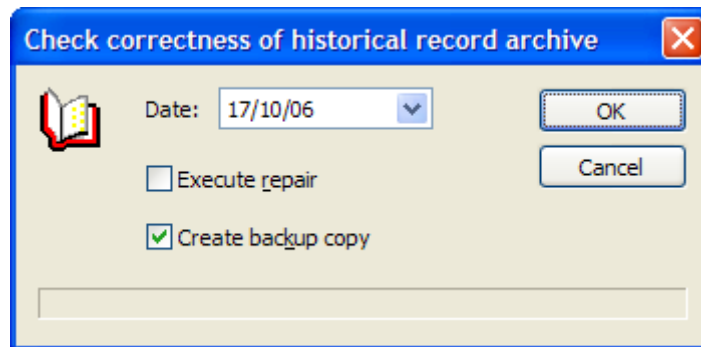 Check correctness of historical record archive
Date: 17/10/06
OK
Cancel
Execute repair
Create backup copy